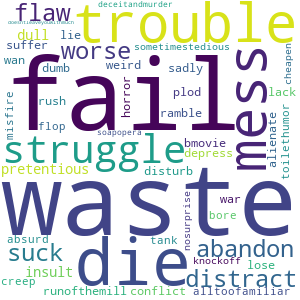 deceitandmurder
flaw trouble
doesntsayasmuch
dull lie
suffer worse sometimestedious
wan dumb weird sadly cheapen
fail
mess
misfire rush horror plod lack
flop ramble
soapopera bmovie alienate toilethumor
struggle depress
pretentious disturb
waste
war
bore
nosurprise
absurd die tank abandon
suck knockoff lose
insult distract
creep
runofthemill conflict alltoofamiliar